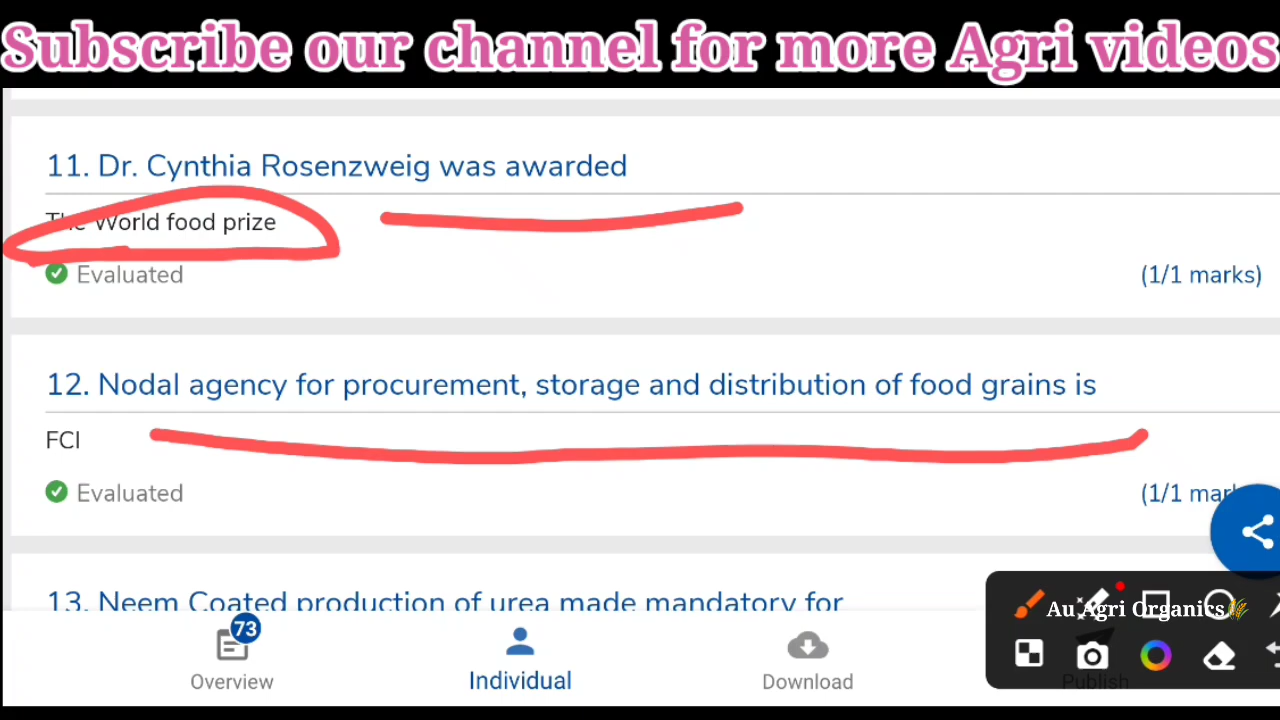 Subscribe our channel for more Agri videos
11. Dr. Cynthia Rosenzweig was awarded
The World food prize
Evaluated
(1/1 marks)
12. Nodal agency for procurement, storage and distribution of food grains is
FCI
Evaluated
(1/1 mar
13. Neem Coated production of urea made mandatory for
Au Agri Organics🌾
73
Overview
Individual
Download
Publish